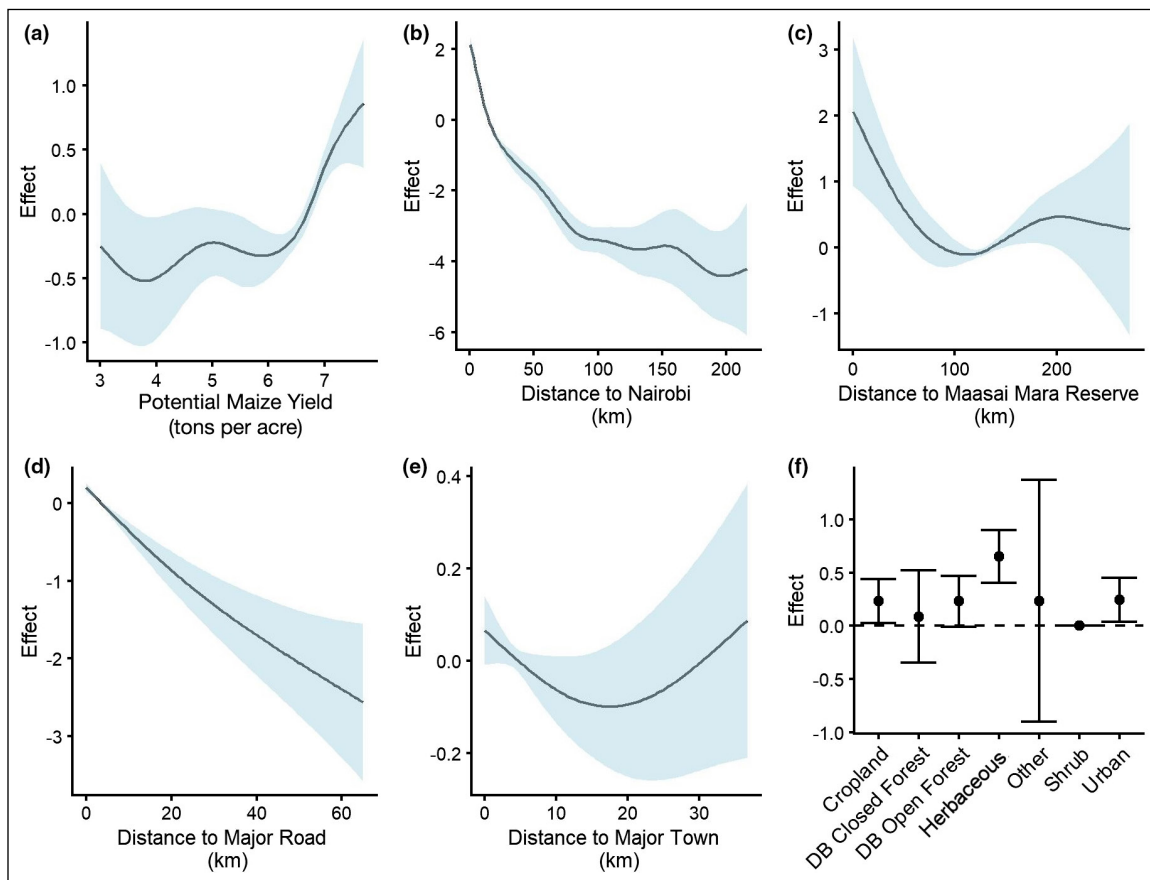 (a)
1.0
0.5
0.0
-0.5
-1.0
Effect
3 4 5 6 7
Potential Maize Yield
(tons per acre)
(b)
2
0
-2
-4
-6
Effect
0 50 100 150 200
Distance to Nairobi
(km)
(c)
3
2
1
0
-1
Effect
0 100 200
Distance to Maasai Mara Reserve
(km)
(d)
0
-1
-2
-3
Effect
0 20 40 60
Distance to Major Road
(km)
(e)
0.4
0.2
0.0
-0.2
Effect
0 10 20 30
Distance to Major Town
(km)
(f)
1.0
0.5
0.0
-0.5
-1.0
Effect
Cropland
DB Closed Forest
DB Open Forest
Herbaceous
Other
Shrub
Urban